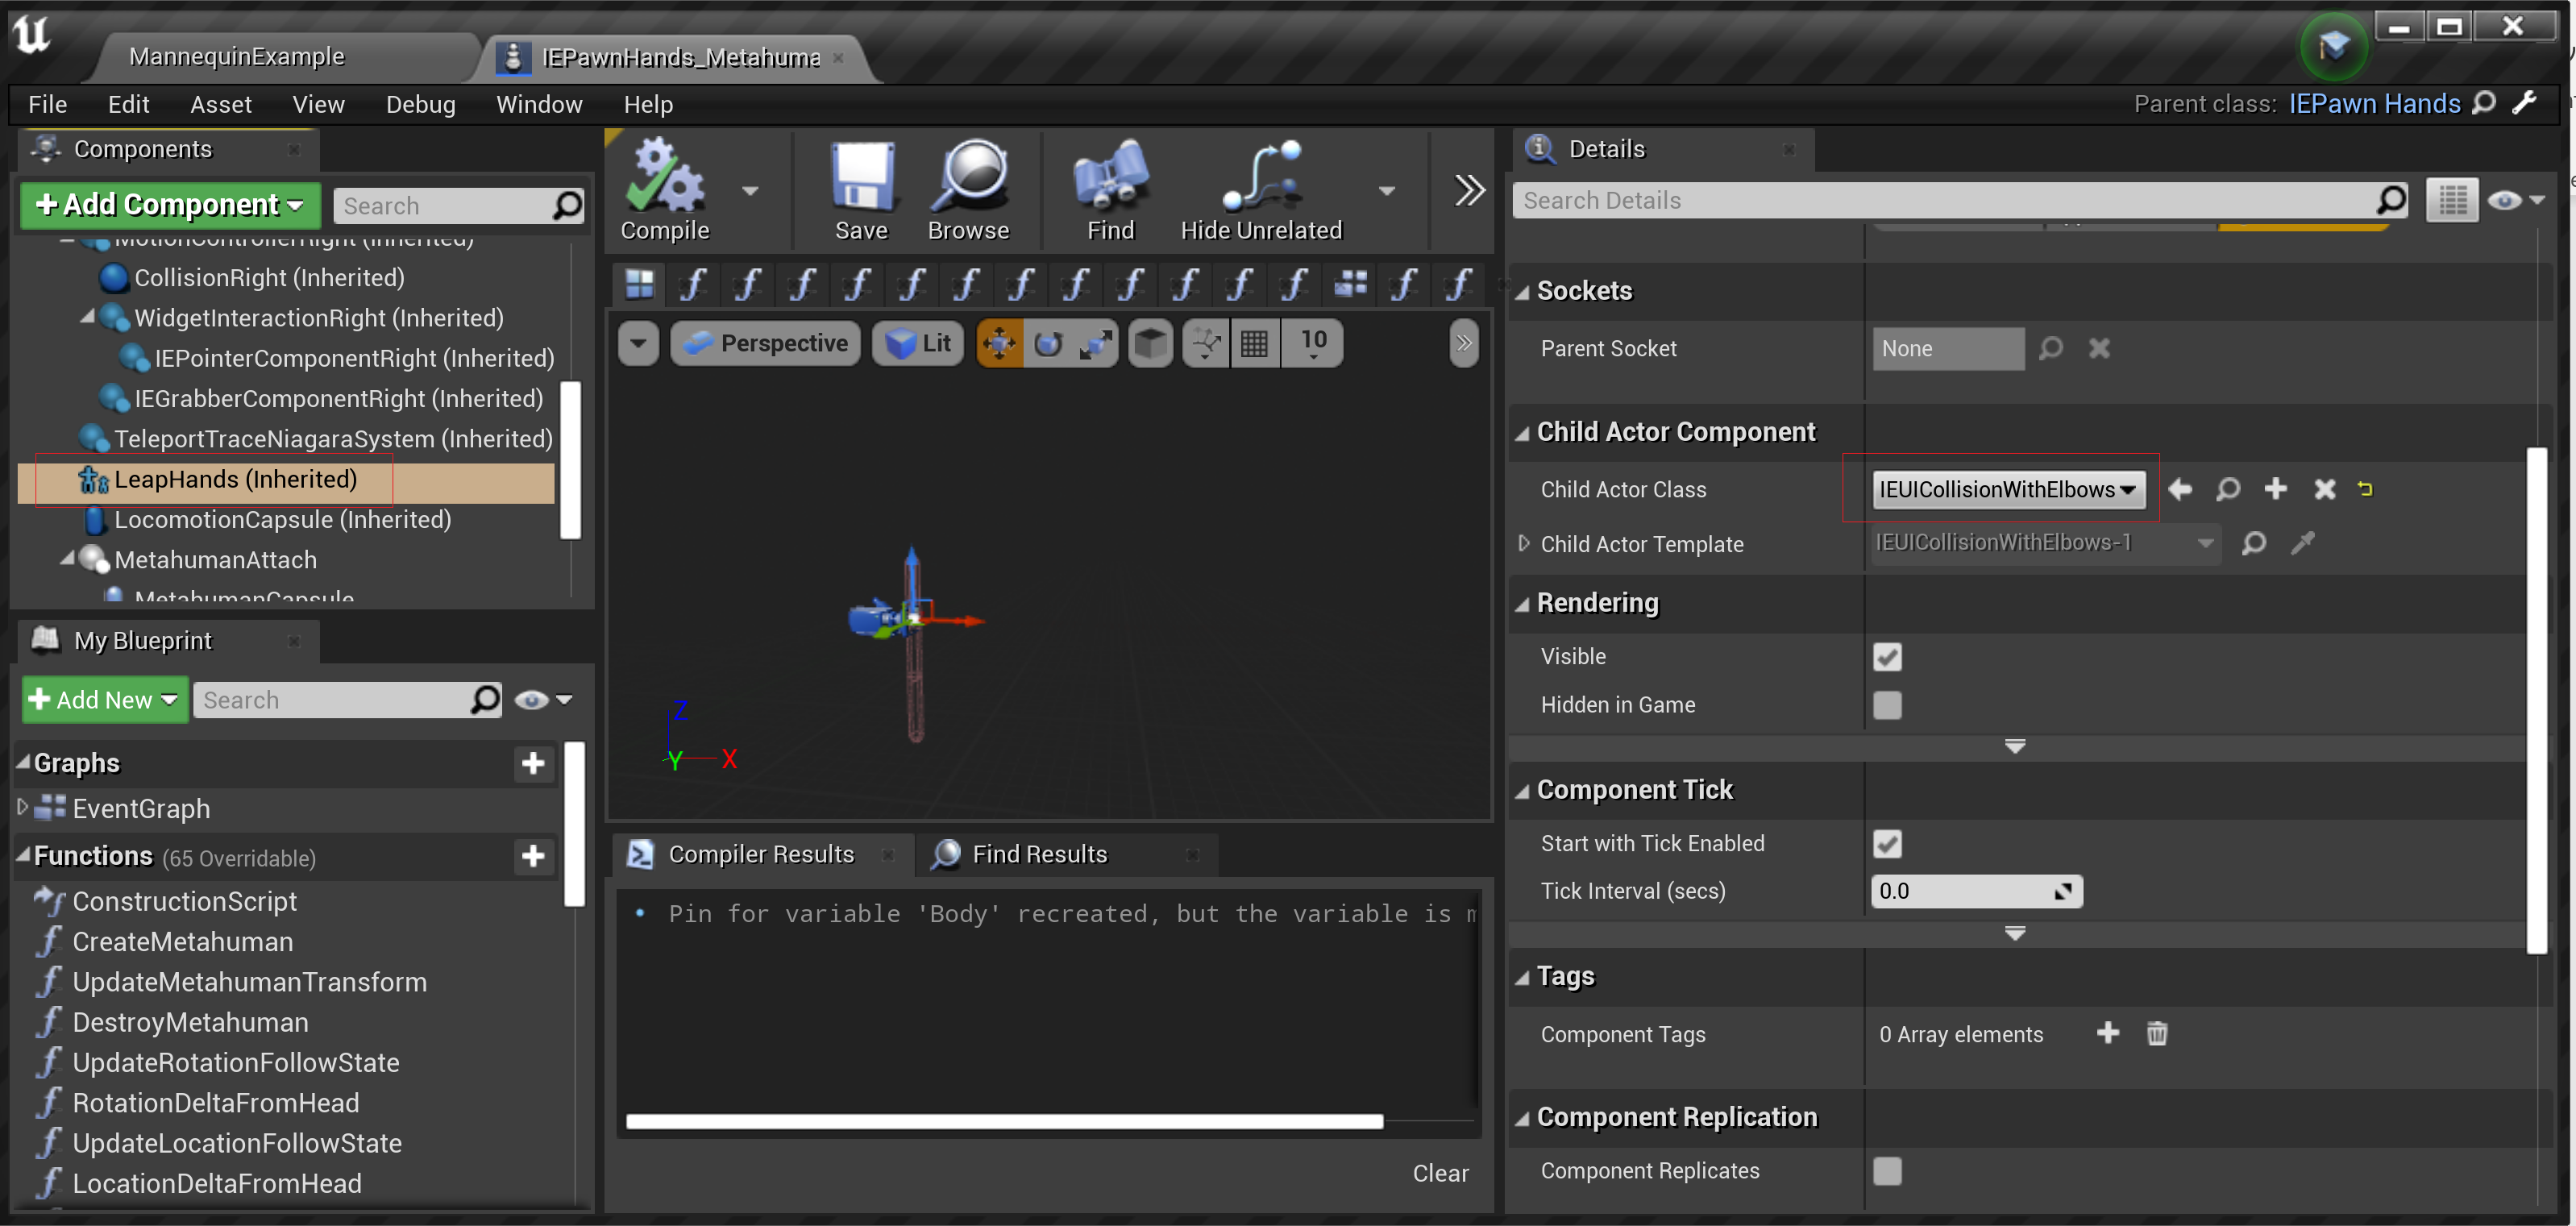 MannequinExample
IEPawnHands_Metahuma
File Edit Asset View Debug Window Help
Parent class: IEPawn Hands
Components
Add Component
Search
MotionControllerRight (Inherited)
CollisionRight (Inherited)
WidgetInteractionRight (Inherited)
IEPointerComponentRight (Inherited)
IEGrabberComponentRight (Inherited)
TeleportTraceNiagaraSystem (Inherited)
LeapHands (Inherited)
LocomotionCapsule (Inherited)
MetahumanAttach
MetahumanCapsule
My Blueprint
Add New
Search
Graphs
EventGraph
Functions (65 Overridable)
ConstructionScript
CreateMetahuman
UpdateMetahumanTransform
DestroyMetahuman
UpdateRotationFollowState
RotationDeltaFromHead
UpdateLocationFollowState
LocationDeltaFromHead
Compile
Save
Browse
Find
Hide Unrelated
Perspective
Lit
10
Z
Y
X
Compiler Results
Find Results
Pin for variable 'Body' recreated, but the variable is
Clear
Details
Search Details
Sockets
Parent Socket
None
Child Actor Component
Child Actor Class
IEUICollisionWithElbows
Child Actor Template
IEUICollisionWithElbows-1
Rendering
Visible
Hidden in Game
Component Tick
Start with Tick Enabled
Tick Interval (secs)
0.0
Tags
Component Tags
0 Array elements
Component Replication
Component Replicates